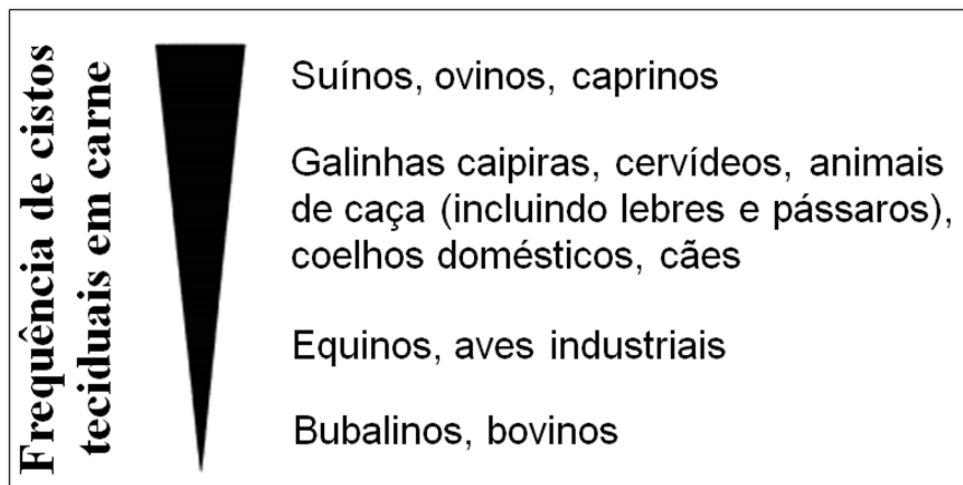 Frequência de cistos
teciduais em carne
Suínos, ovinos, caprinos
Galinhas caipiras, cervídeos, animais
de caça (incluindo lebres e pássaros),
coelhos domésticos, cães
Equinos, aves industriais
Bubalinos, bovinos